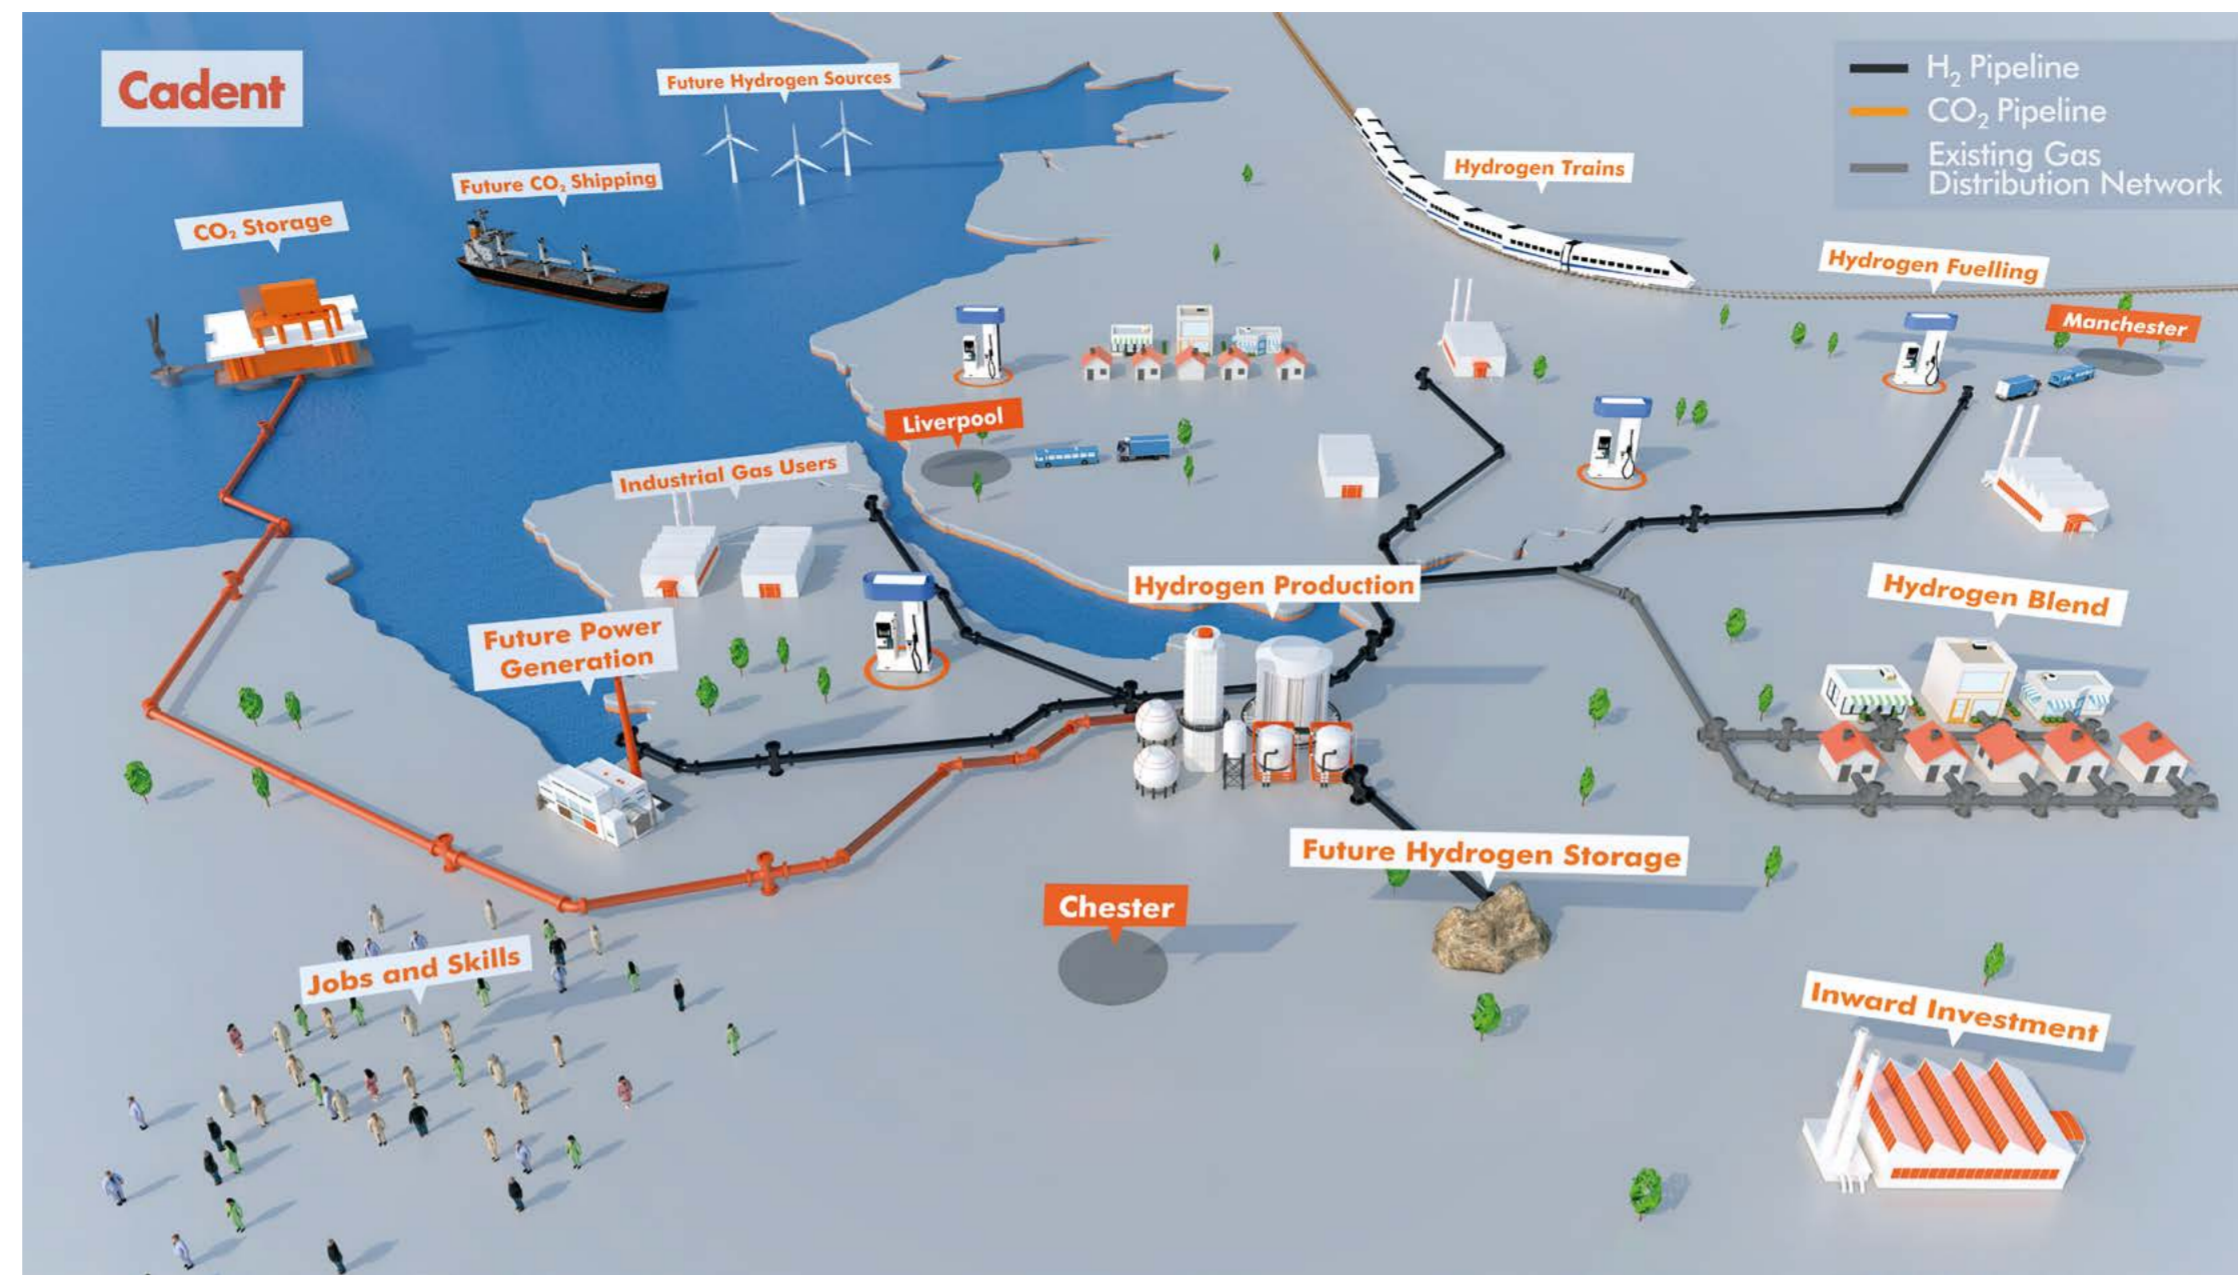 Cadent
Future Hydrogen Sources
H₂ Pipeline
CO₂ Pipeline
Existing Gas
Distribution Network
Future CO₂ Shipping
Hydrogen Trains
CO₂ Storage
Hydrogen Fuelling
Manchester
Liverpool
Industrial Gas Users
Hydrogen Production
Hydrogen Blend
Future Power
Generation
Future Hydrogen Storage
Chester
Jobs and Skills
Inward Investment